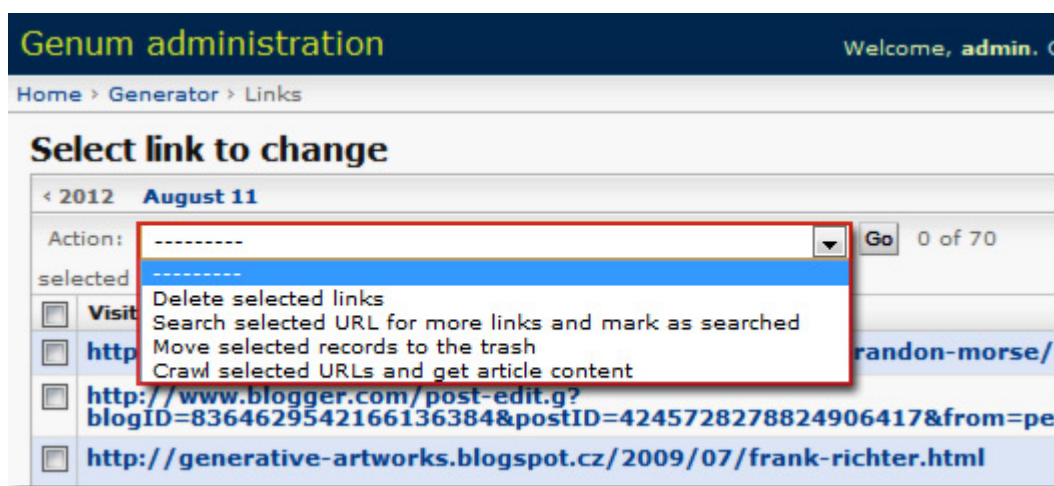 Genum administration
Welcome, admin.
Home › Generator › Links
Select link to change
‹ 2012 August 11
Action: --------- Go 0 of 70
selected
---------
Delete selected links
Visit
Search selected URL for more links and mark as searched
Move selected records to the trash
http randon-morse/
Crawl selected URLs and get article content
http://www.blogger.com/post-edit.g?
blogID=8364629542166136384&postID=4245728278824906417&from=pe
http://generative-artworks.blogspot.cz/2009/07/frank-richter.html